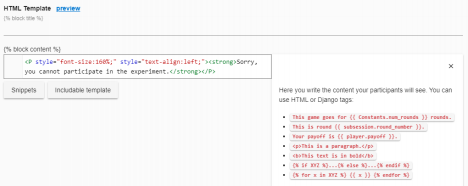 HTML Template preview
{% block title %}
{% block content %}
<P style="font-size:160%;" style="text-align:left;"><strong>Sorry,
you cannot participate in the experiment.</strong></P>
Snippets Includable template
×
Here you write the content your participants will see. You can
use HTML or Django tags:
• This game goes for {{ Constants.num_rounds }} rounds.
• This is round {{ subsession.round_number }}.
• Your payoff is {{ player.payoff }}.
• <p>This is a paragraph.</p>
• <b>This text is in bold</b>
• {% if XYZ %}...{% else %}...{% endif %}
• {% for x in XYZ %} {{ x }} {% endfor %}